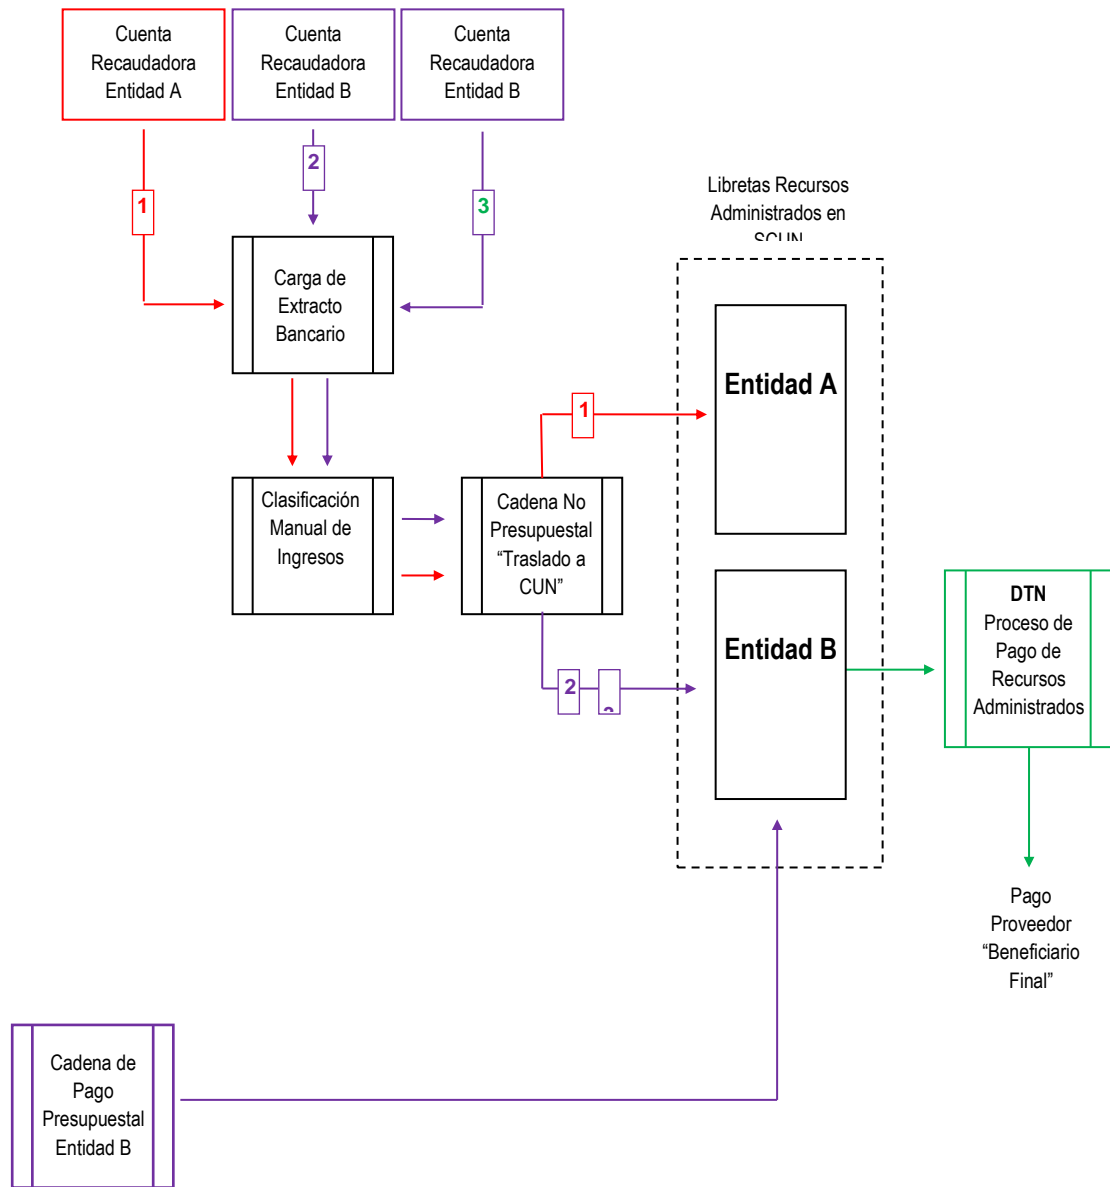 Cuenta
Recaudadora
Entidad A
Cuenta
Recaudadora
Entidad B
Cuenta
Recaudadora
Entidad B
1
2
3
Libretas Recursos
Administrados en
SCUN
Carga de
Extracto
Bancario
Entidad A
1
Clasificación
Manual de
Ingresos
Cadena No
Presupuestal
“Traslado a
CUN”
Entidad B
2
DTN
Proceso de
Pago de
Recursos
Administrados
Pago
Proveedor
“Beneficiario
Final”
Cadena de
Pago
Presupuestal
Entidad B